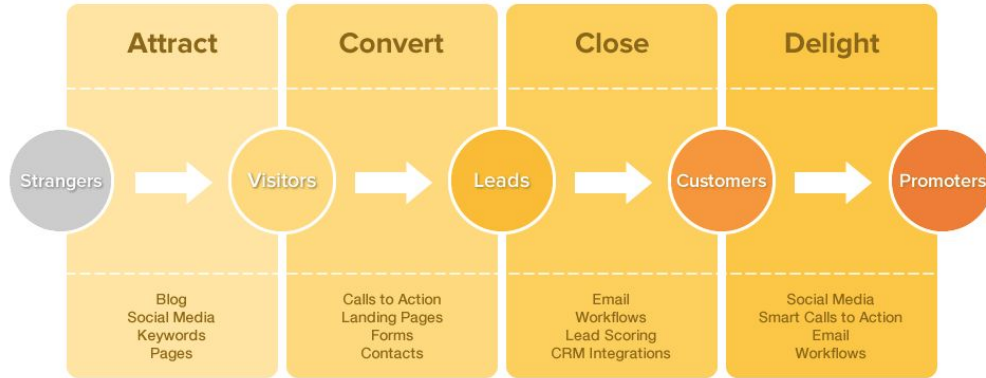 Attract
Convert
Close
Delight
Strangers
Visitors
Leads
Customers
Promoters
Blog
Social Media
Keywords
Pages
Calls to Action
Landing Pages
Forms
Contacts
Email
Workflows
Lead Scoring
CRM Integrations
Social Media
Smart Calls to Action
Email
Workflows